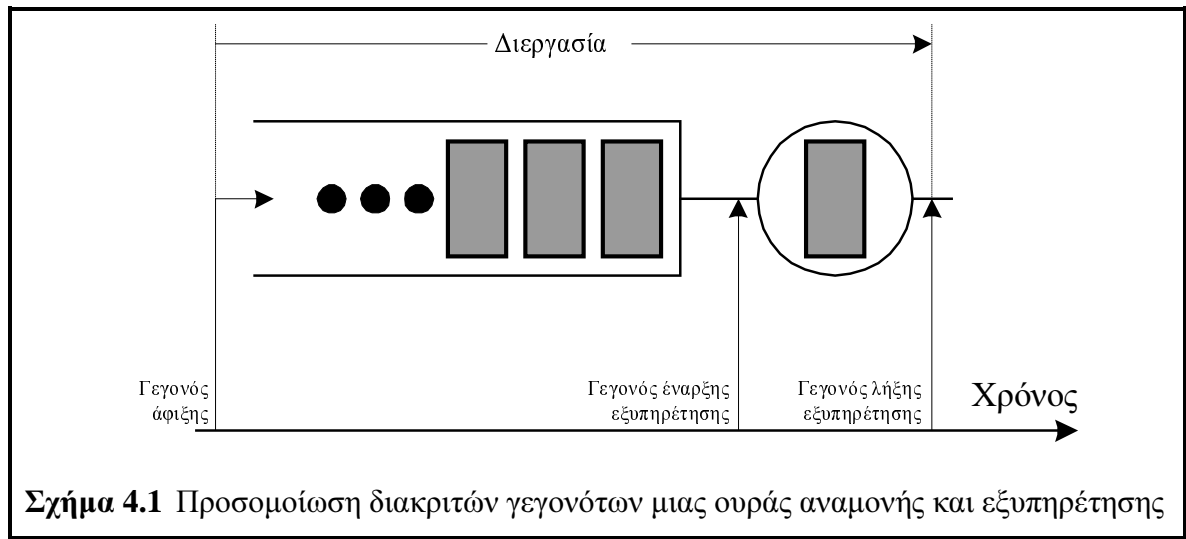 Διεργασία
Γεγονός
άφιξης
Γεγονός έναρξης
εξυπηρέτησης
Γεγονός λήξης
εξυπηρέτησης
Χρόνος
Σχήμα 4.1 Προσομοίωση διακριτών γεγονότων μιας ουράς αναμονής και εξυπηρέτησης